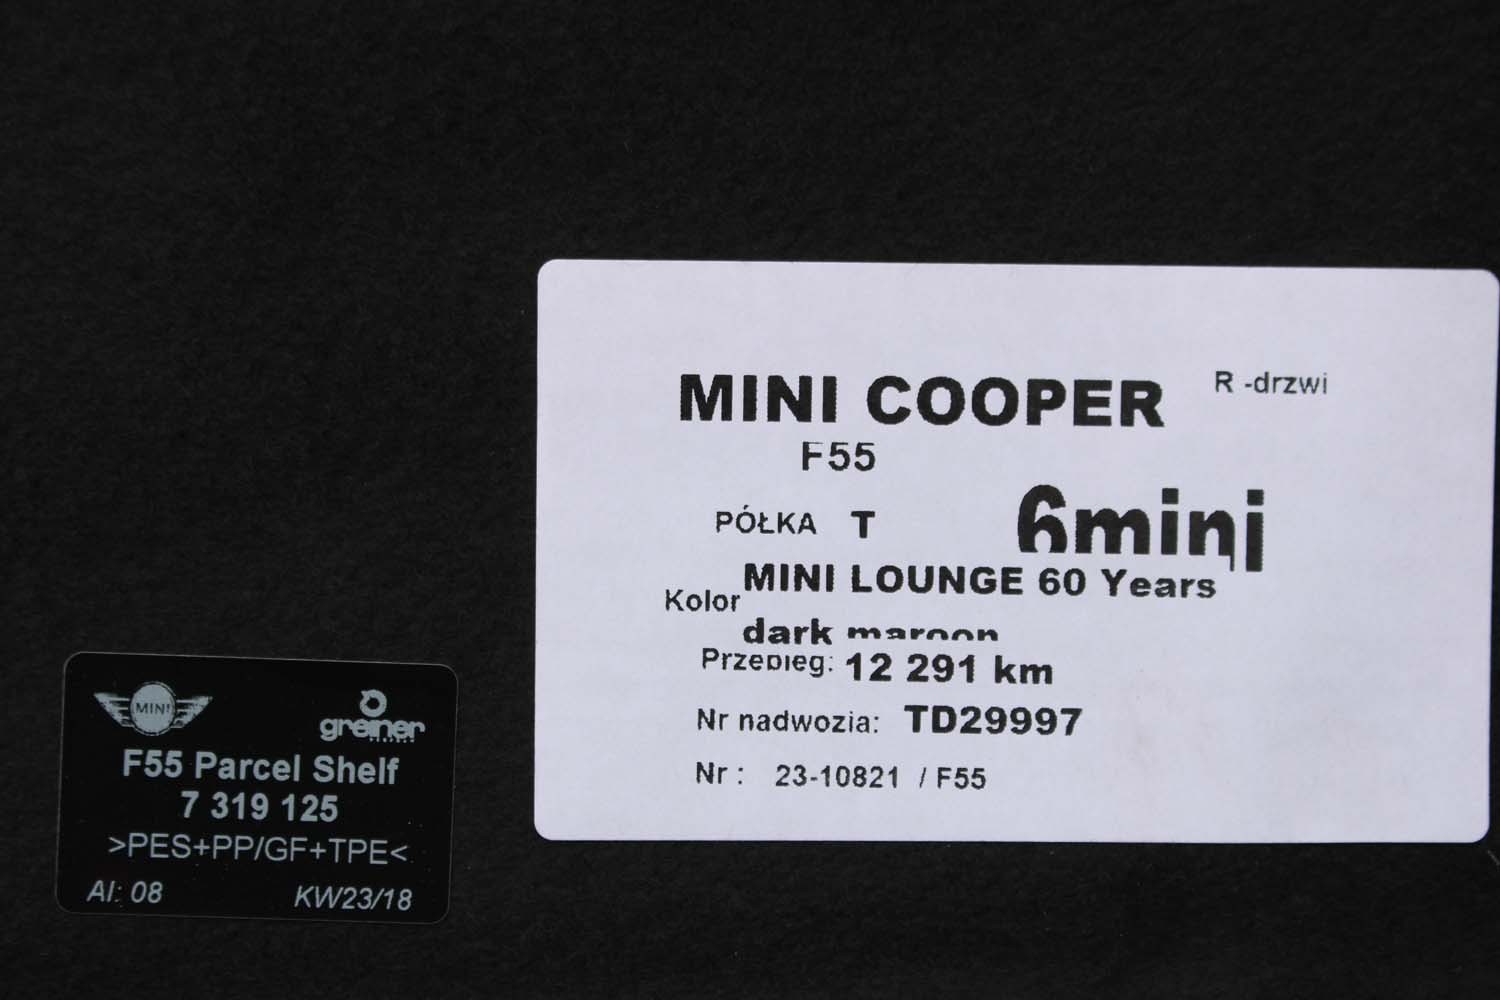 MINI COOPER R -drzwi
F55
PÓŁKA T 6mini
MINI LOUNGE 60 Years
Kolor
dark maroon
Przebieg: 12 291 km
Nr nadwozia: TD29997
Nr : 23-10821 / F55
MINI greiner
F55 Parcel Shelf
7 319 125
>PES+PP/GF+TPE<
AI: 08 KW23/18